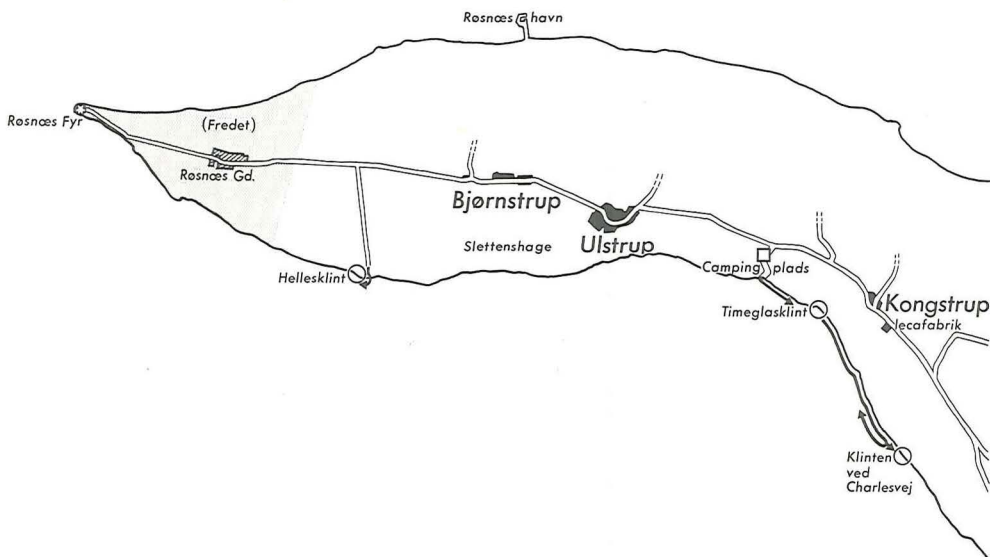 Røsnæs havn
Røsnæs Fyr
(Fredet)
Røsnæs Gd.
Bjørnstrup
Ulstrup
Slettenshage
Hellesklint
Camping plads
Timeglasklint
Kongstrup
lecafabrik
Klinten
ved
Charlesvej